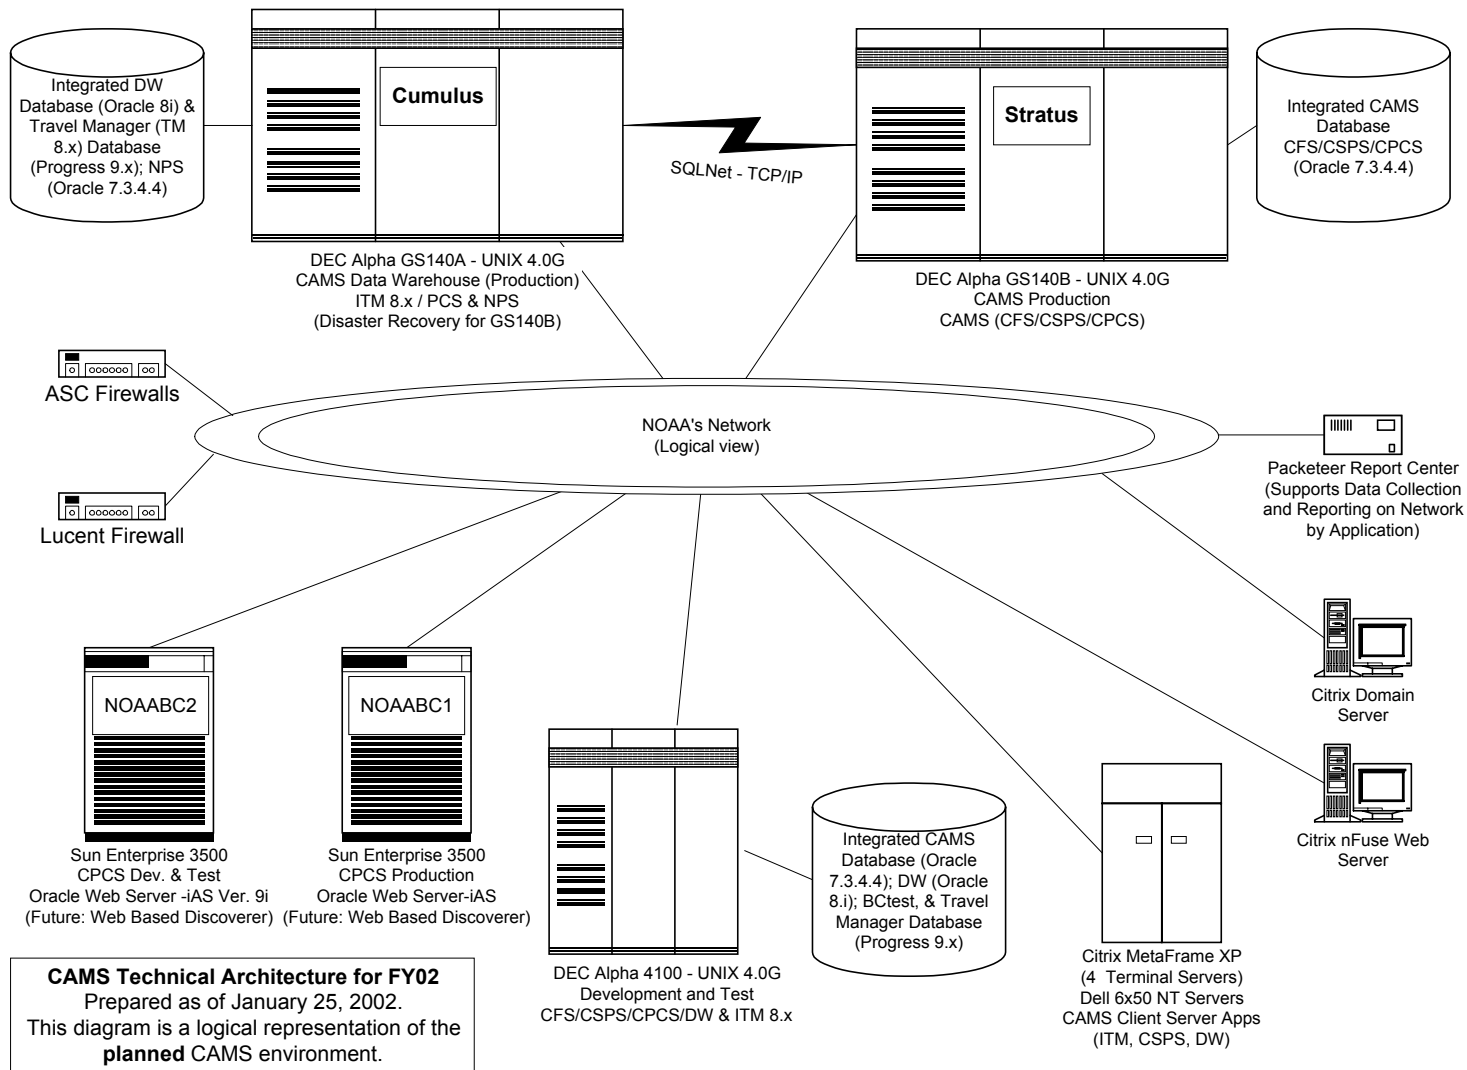 Integrated DW
Database (Oracle 8i) &
Travel Manager (TM
8.x) Database
(Progress 9.x); NPS
(Oracle 7.3.4.4)
Cumulus
SQLNet - TCP/IP
Stratus
Integrated CAMS
Database
CFS/CSPS/CPCS
(Oracle 7.3.4.4)
DEC Alpha GS140A - UNIX 4.0G
CAMS Data Warehouse (Production)
ITM 8.x / PCS & NPS
(Disaster Recovery for GS140B)
DEC Alpha GS140B - UNIX 4.0G
CAMS Production
CAMS (CFS/CSPS/CPCS)
ASC Firewalls
NOAA's Network
(Logical view)
Packeteer Report Center
(Supports Data Collection
and Reporting on Network
by Application)
Lucent Firewall
NOAABC2
NOAABC1
Citrix Domain
Server
Sun Enterprise 3500
CPCS Dev. & Test
Oracle Web Server -iAS Ver. 9i
(Future: Web Based Discoverer)
Sun Enterprise 3500
CPCS Production
Oracle Web Server-iAS
(Future: Web Based Discoverer)
Integrated CAMS
Database (Oracle
7.3.4.4); DW (Oracle
8.i); BCtest, & Travel
Manager Database
(Progress 9.x)
Citrix nFuse Web
Server
DEC Alpha 4100 - UNIX 4.0G
Development and Test
CFS/CSPS/CPCS/DW & ITM 8.x
Citrix MetaFrame XP
(4 Terminal Servers)
Dell 6x50 NT Servers
CAMS Client Server Apps
(ITM, CSPS, DW)
CAMS Technical Architecture for FY02
Prepared as of January 25, 2002.
This diagram is a logical representation of the
planned CAMS environment.